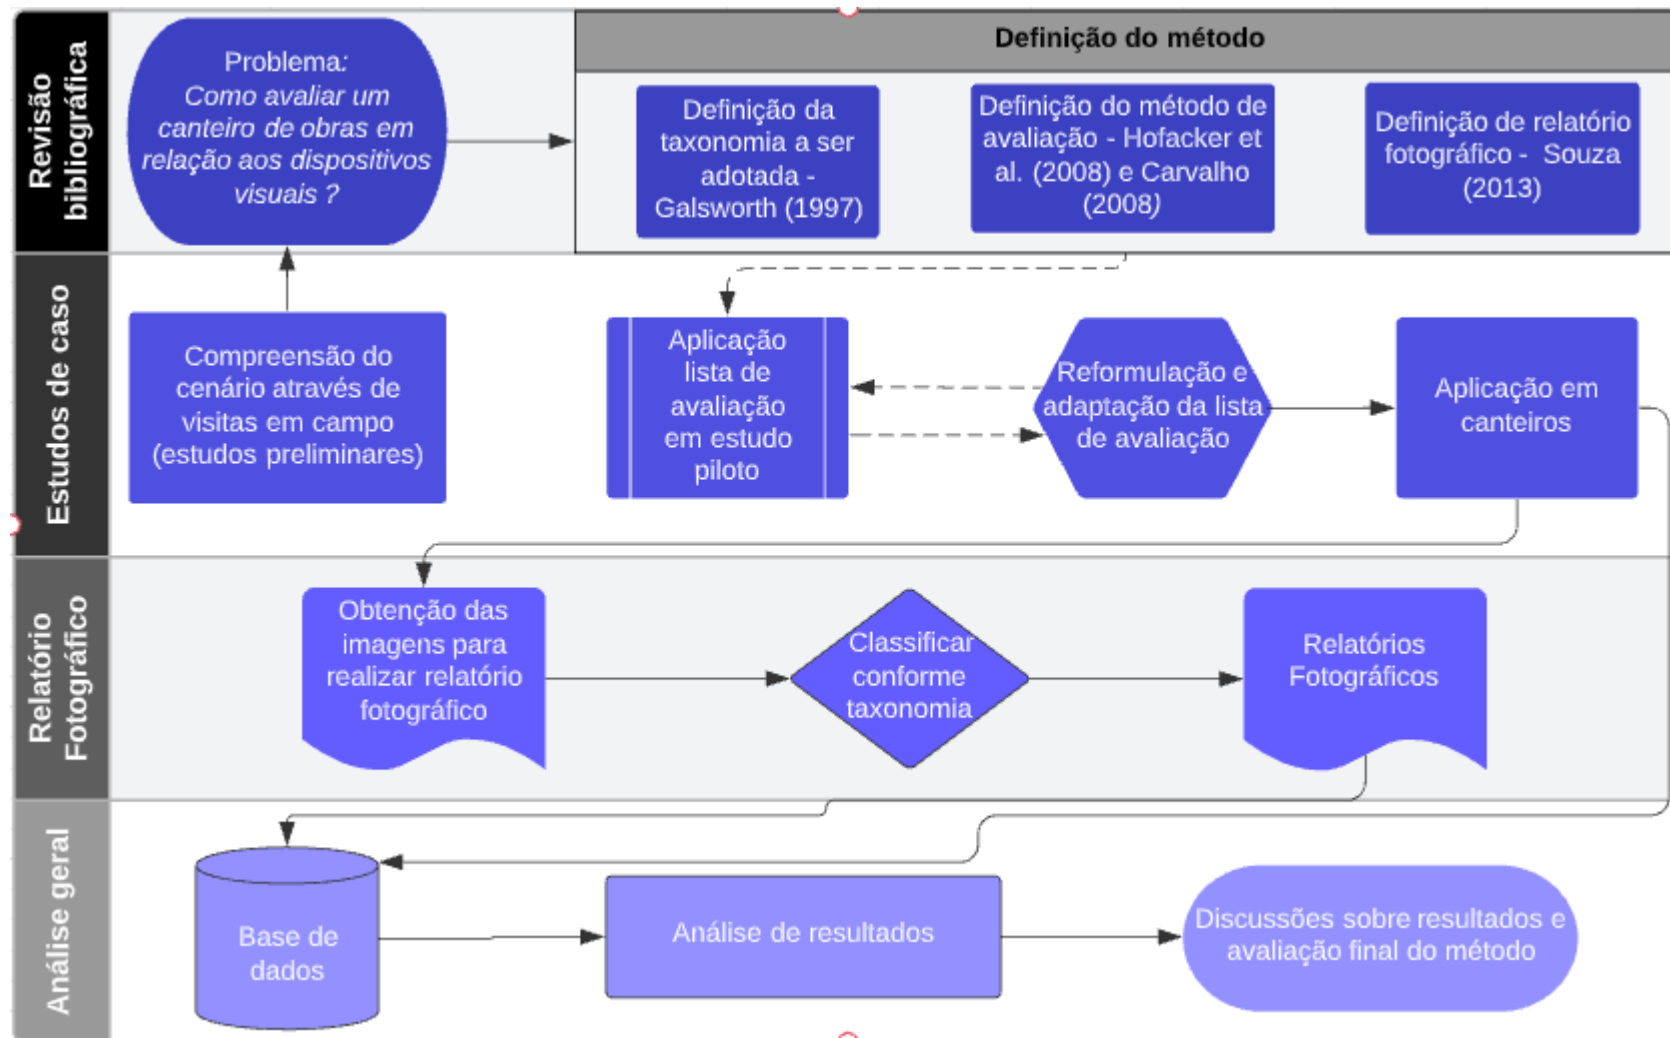 Revisão
bibliográfica
Problema:
Como avaliar um
canteiro de obras em
relação aos dispositivos
visuais ?
Definição do método
Definição da
taxonomia a ser
adotada -
Galsworth (1997)
Definição do método de
avaliação - Hofacker et
al. (2008) e Carvalho
(2008)
Definição de relatório
fotográfico - Souza
(2013)
Estudos de caso
Compreensão do
cenário através de
visitas em campo
(estudos preliminares)
Aplicação
lista de
avaliação
em estudo
piloto
Reformulação e
adaptação da lista
de avaliação
Aplicação em
canteiros
Relatório
Fotográfico
Obtenção das
imagens para
realizar relatório
fotográfico
Classificar
conforme
taxonomia
Relatórios
Fotográficos
Análise geral
Base de
dados
Análise de resultados
Discussões sobre resultados e
avaliação final do método